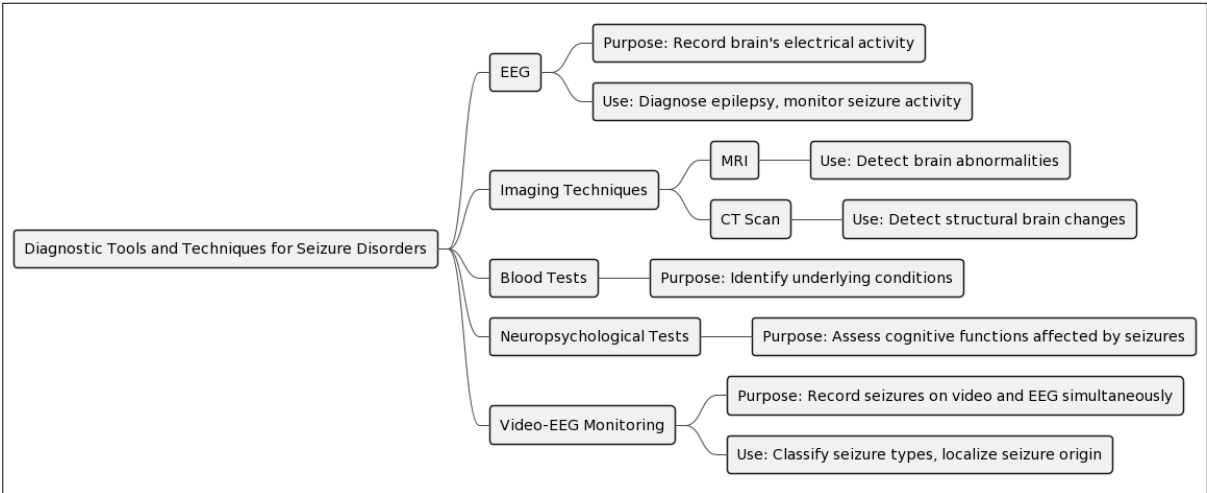 Diagnostic Tools and Techniques for Seizure Disorders
EEG
Purpose: Record brain's electrical activity
Use: Diagnose epilepsy, monitor seizure activity
Imaging Techniques
MRI
Use: Detect brain abnormalities
CT Scan
Use: Detect structural brain changes
Blood Tests
Purpose: Identify underlying conditions
Neuropsychological Tests
Purpose: Assess cognitive functions affected by seizures
Video-EEG Monitoring
Purpose: Record seizures on video and EEG simultaneously
Use: Classify seizure types, localize seizure origin